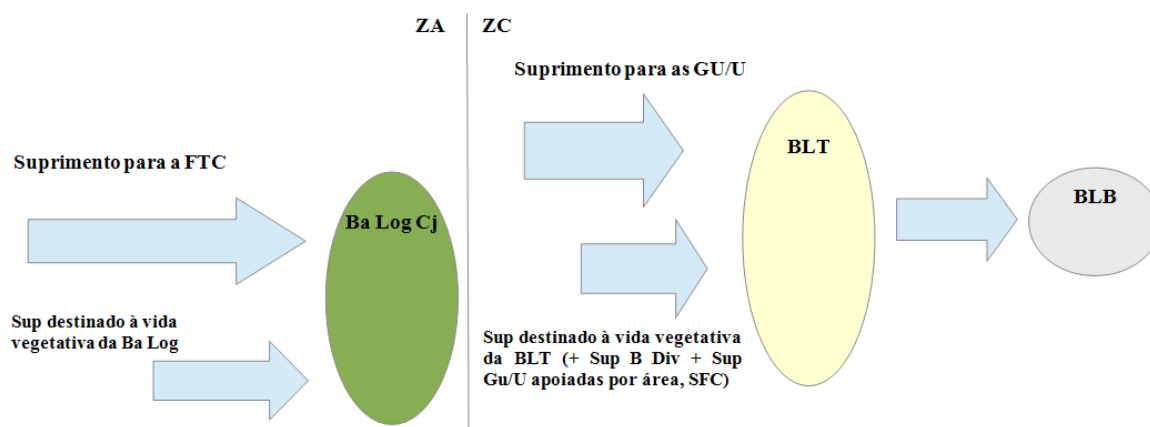 ZA
ZC
Suprimento para as GU/U
BLT
Suprimento para a FTC
BLB
Ba Log Cj
Sup destinado à vida
vegetativa da Ba Log
Sup destinado à vida vegetativa
da BLT (+ Sup B Div + Sup
Gu/U apoiadas por área, SFC)